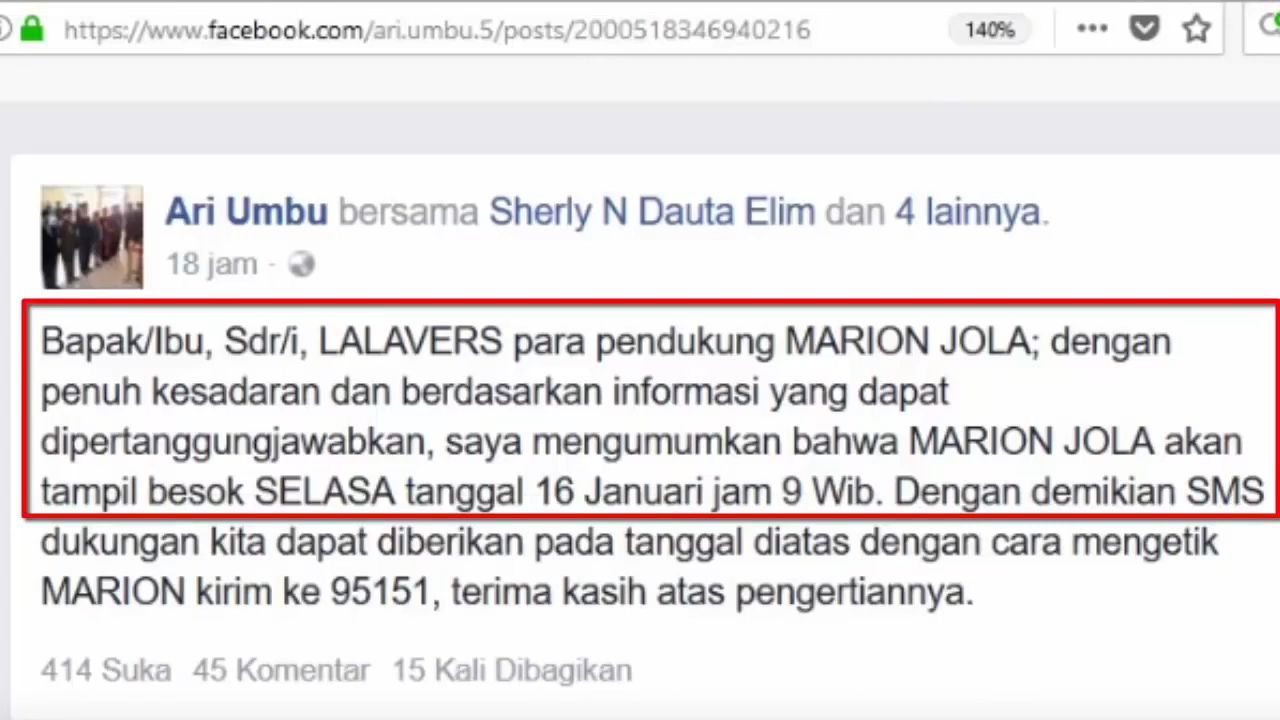 https://www.facebook.com/ari.umbu.5/posts/2000518346940216 140%
Ari Umbu bersama Sherly N Dauta Elim dan 4 lainnya.
18 jam ·
Bapak/Ibu, Sdr/i, LALAVERS para pendukung MARION JOLA; dengan
penuh kesadaran dan berdasarkan informasi yang dapat
dipertanggungjawabkan, saya mengumumkan bahwa MARION JOLA akan
tampil besok SELASA tanggal 16 Januari jam 9 Wib. Dengan demikian SMS
dukungan kita dapat diberikan pada tanggal diatas dengan cara mengetik
MARION kirim ke 95151, terima kasih atas pengertiannya.
414 Suka 45 Komentar 15 Kali Dibagikan